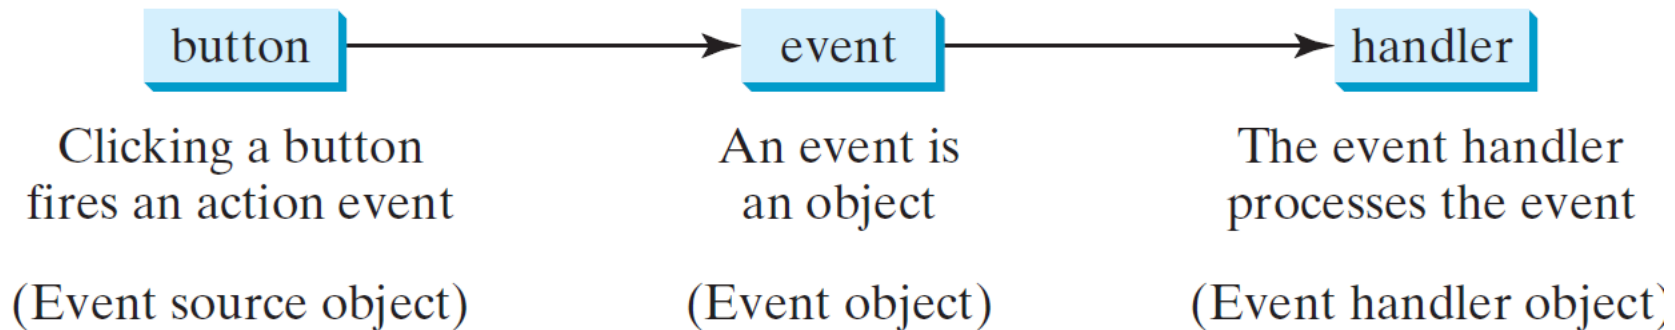 button event handler
Clicking a button An event is The event handler
fires an action event an object processes the event
(Event source object) (Event object) (Event handler object)